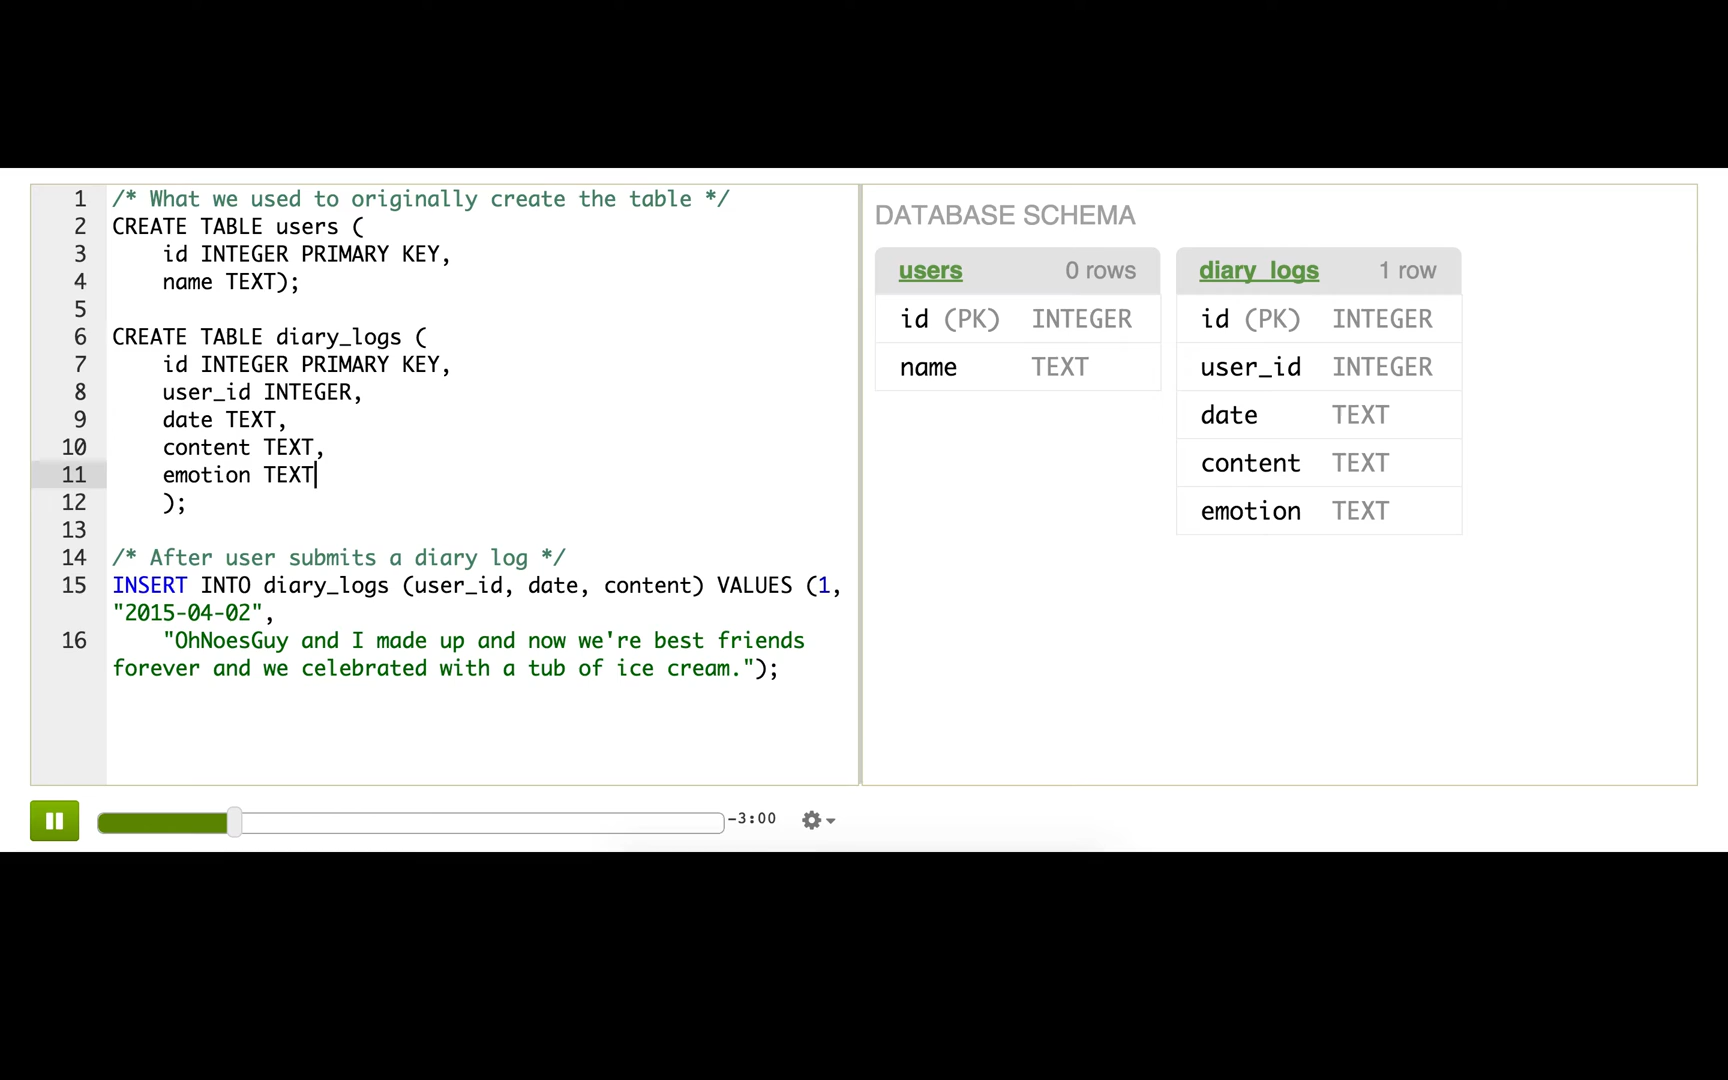 1 /* What we used to originally create the table */
2 CREATE TABLE users (
3 id INTEGER PRIMARY KEY,
4 name TEXT);
5
6 CREATE TABLE diary_logs (
7 id INTEGER PRIMARY KEY,
8 user_id INTEGER,
9 date TEXT,
10 content TEXT,
11 emotion TEXT
12 );
13
14 /* After user submits a diary log */
15 INSERT INTO diary_logs (user_id, date, content) VALUES (1,
"2015-04-02",
16 "OhNoesGuy and I made up and now we're best friends
forever and we celebrated with a tub of ice cream.");
DATABASE SCHEMA
users 0 rows
id (PK) INTEGER
name TEXT
diary_logs 1 row
id (PK) INTEGER
user_id INTEGER
date TEXT
content TEXT
emotion TEXT
-3:00